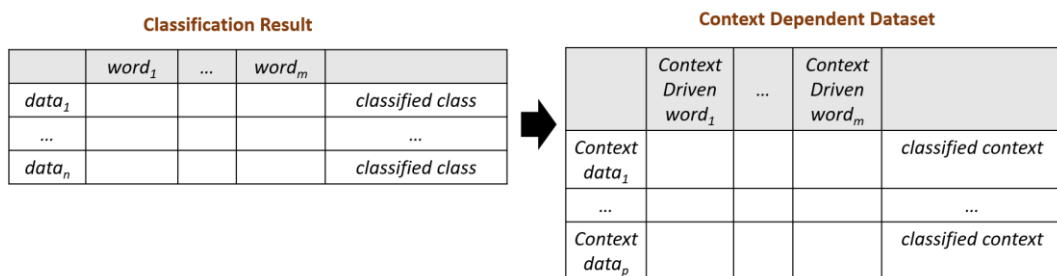 Classification Result
word₁ ... wordₘ
data₁ classified class
... ...
dataₙ classified class
Context Dependent Dataset
Context Driven word₁ ... Context Driven wordₘ
Context data₁ classified context
... ...
Context dataₚ classified context